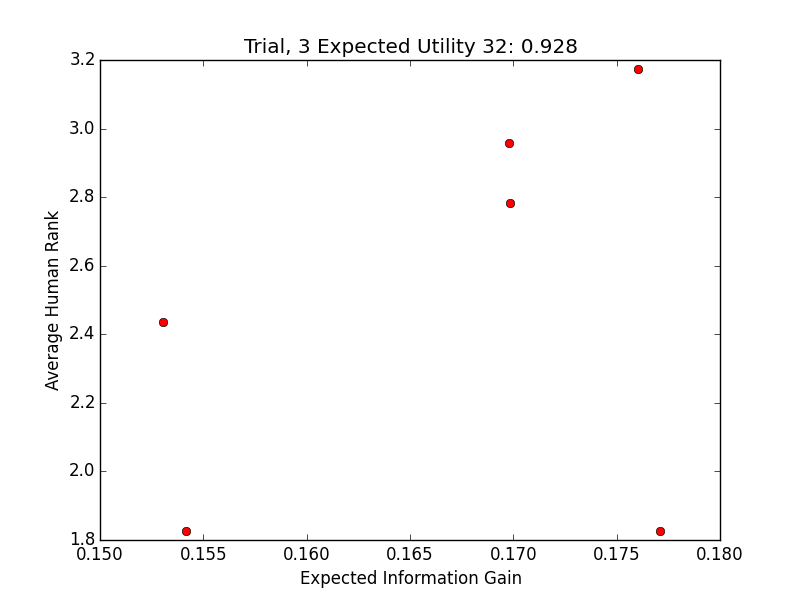 Trial, 3 Expected Utility 32: 0.928
3.2
3.0
2.8
2.6
2.4
2.2
2.0
1.8
Average Human Rank
0.150 0.155 0.160 0.165 0.170 0.175 0.180
Expected Information Gain